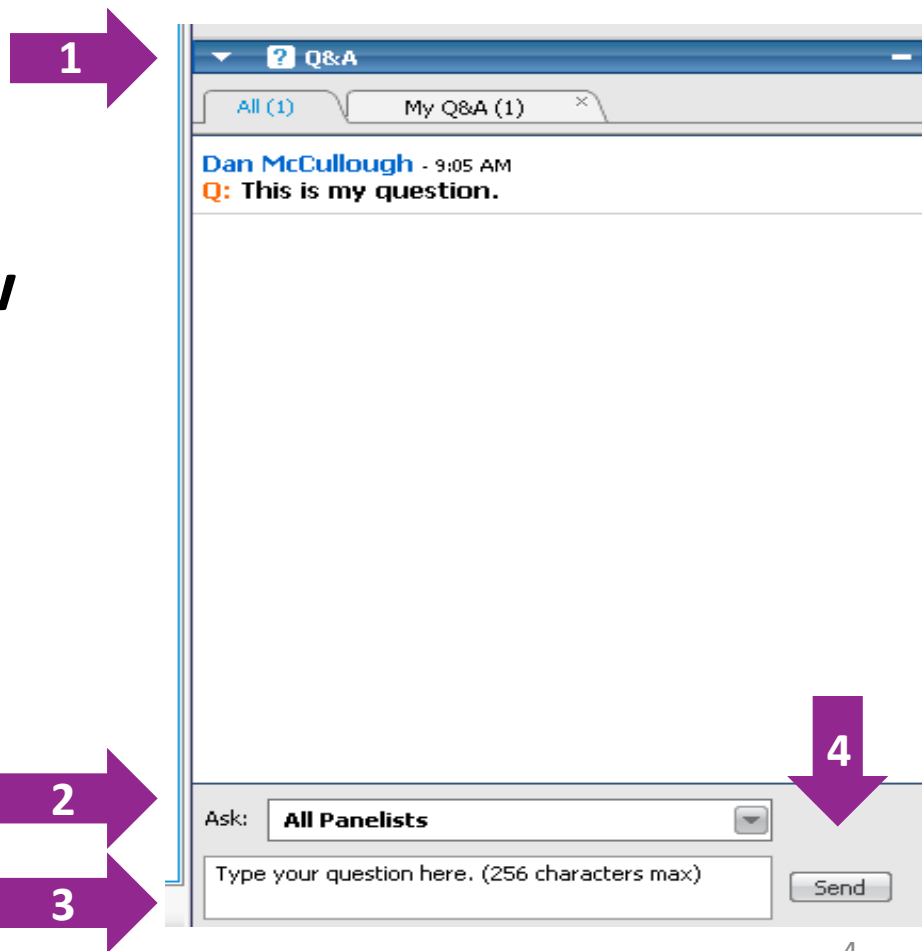 1
? Q&A
All (1) My Q&A (1)
Dan McCullough - 9:05 AM
Q: This is my question.
4
2
Ask: All Panelists
Type your question here. (256 characters max)
Send
3